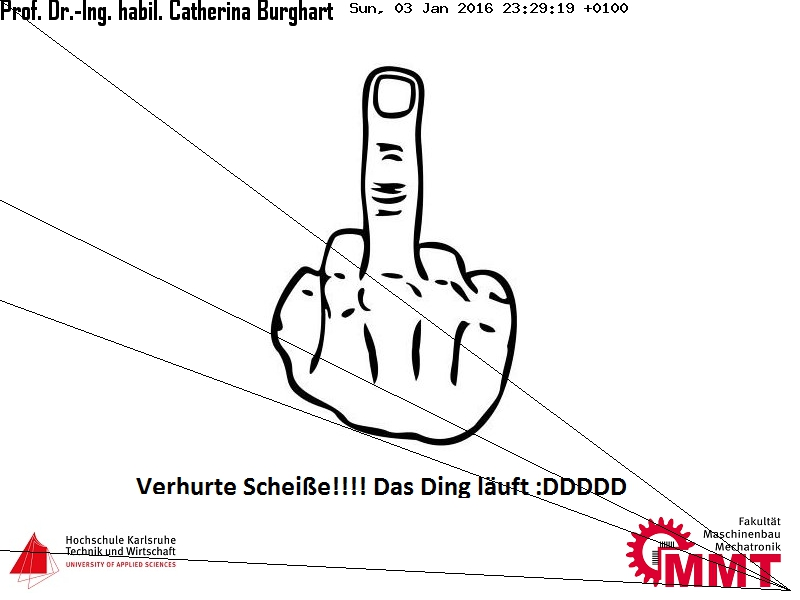 Prof. Dr.-Ing. habil. Catherina Burghart Sun, 03 Jan 2016 23:29:19 +0100
Verhurte Scheiße!!!! Das Ding läuft :DDDDD
Hochschule Karlsruhe
Technik und Wirtschaft
UNIVERSITY OF APPLIED SCIENCES
Fakultät
Maschinenbau
Mechatronik
MMT